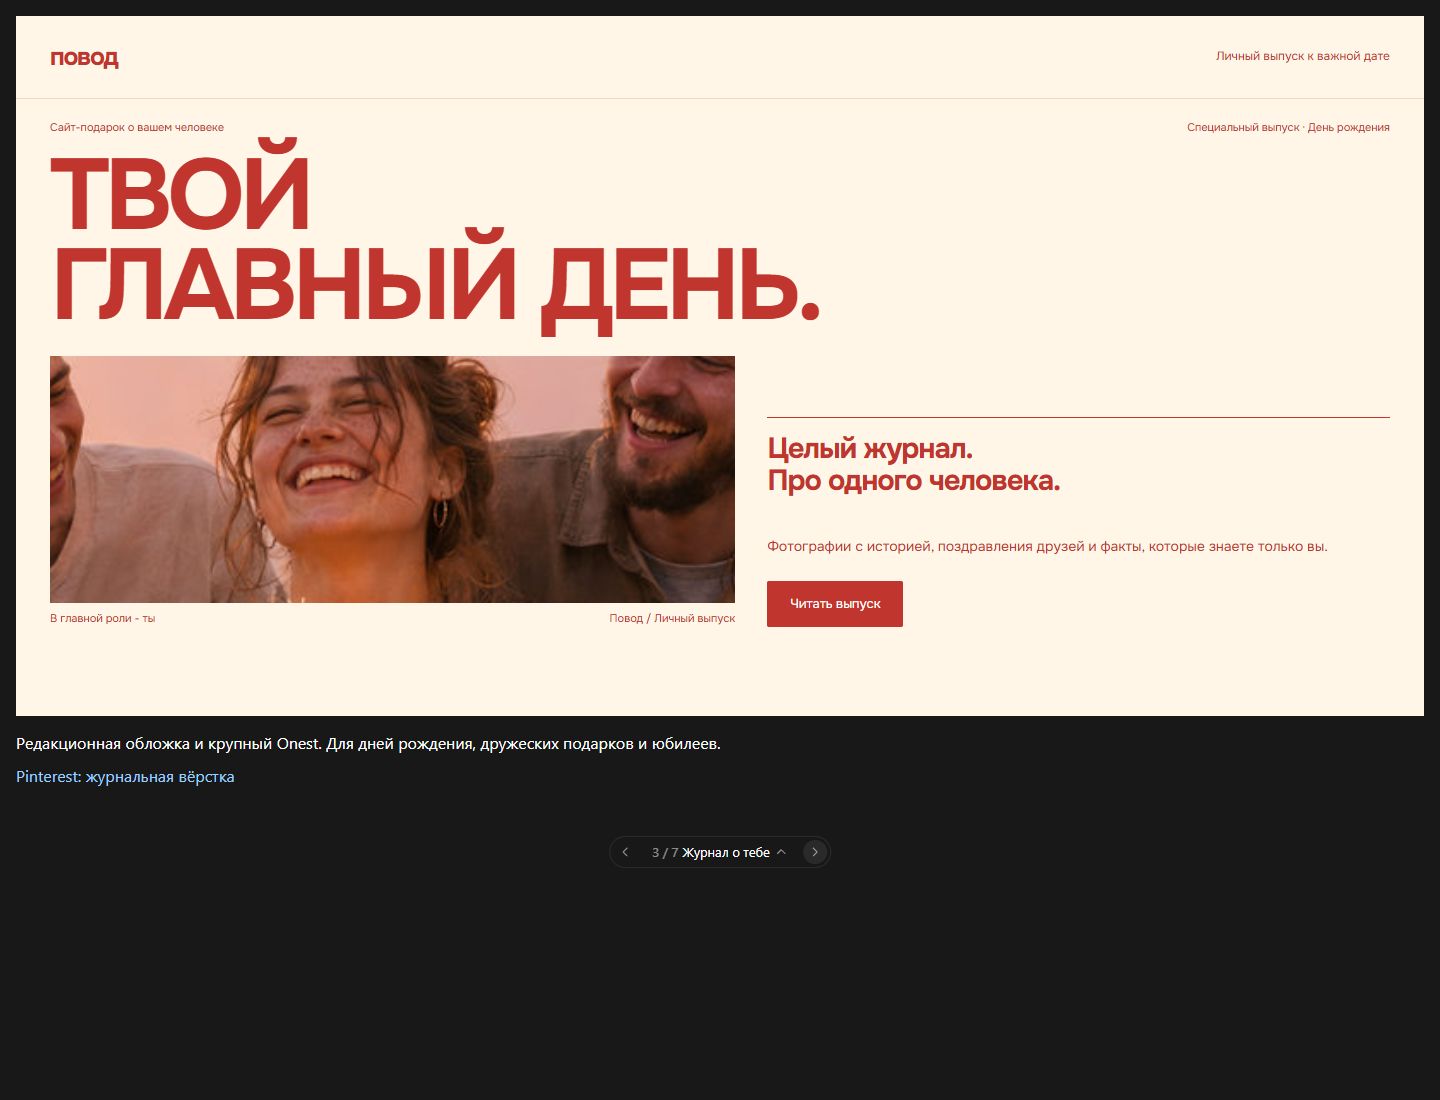 ПОВОД
Личный выпуск к важной дате
Сайт-подарок о вашем человеке
Специальный выпуск · День рождения
ТВОЙ
ГЛАВНЫЙ ДЕНЬ.
Целый журнал.
Про одного человека.
Фотографии с историей, поздравления друзей и факты, которые знаете только вы.
Читать выпуск
В главной роли - ты
Повод / Личный выпуск
Редакционная обложка и крупный Onest. Для дней рождения, дружеских подарков и юбилеев.
Pinterest: журнальная вёрстка
3 / 7 Журнал о тебе